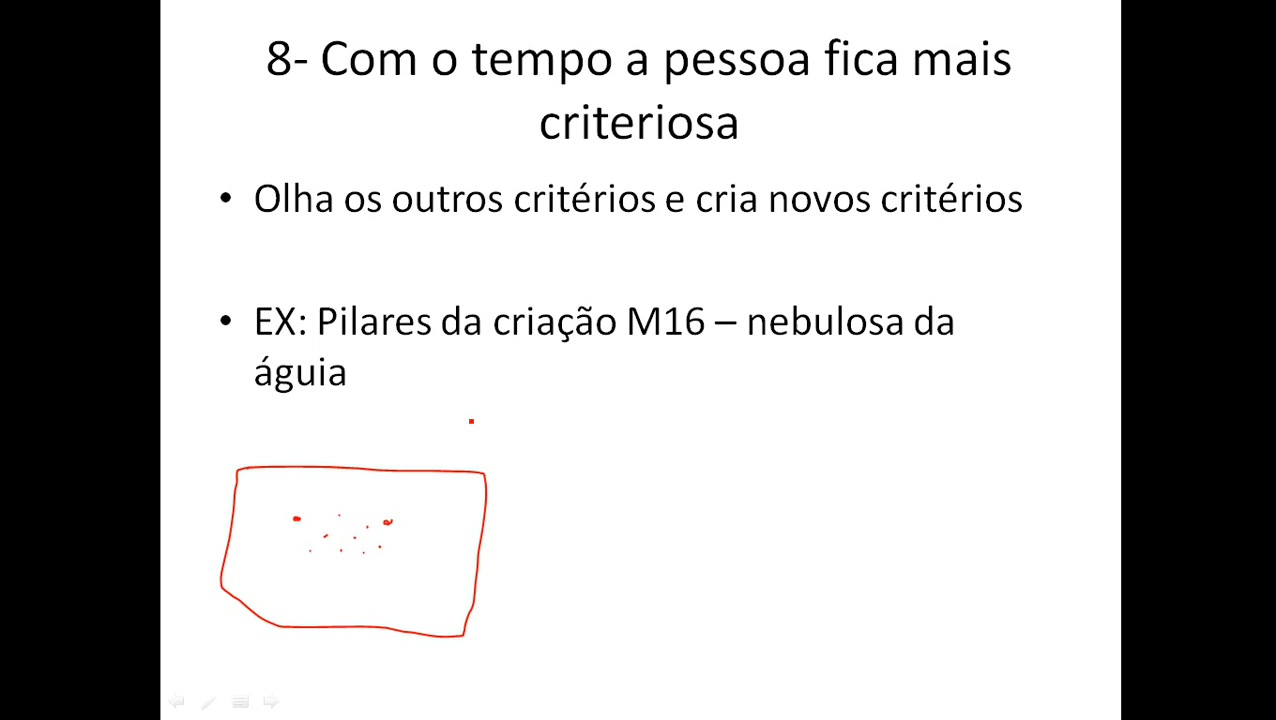 8- Com o tempo a pessoa fica mais
criteriosa
• Olha os outros critérios e cria novos critérios
• EX: Pilares da criação M16 – nebulosa da
águia